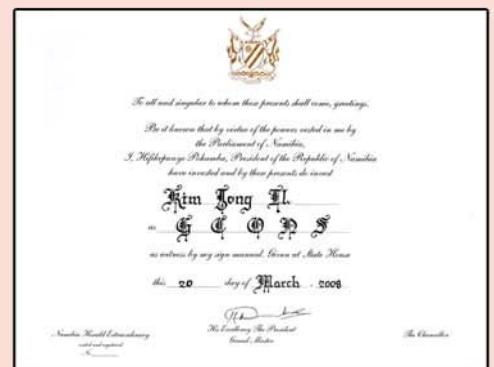 To all and singular to whom these presents shall come, greetings,
Be it known that by virtue of the powers vested in me by
the Parliament of Namibia,
I, Hifikepunye Pohamba, President of the Republic of Namibia
have invested and by these presents do invest
Kim Jong Il.
as G C O N S
as witness by my sign manual. Given at State House
this 20 day of March . 2008
His Excellency The President
Grand Master
Namibia Herald Extraordinary
The Chancellor